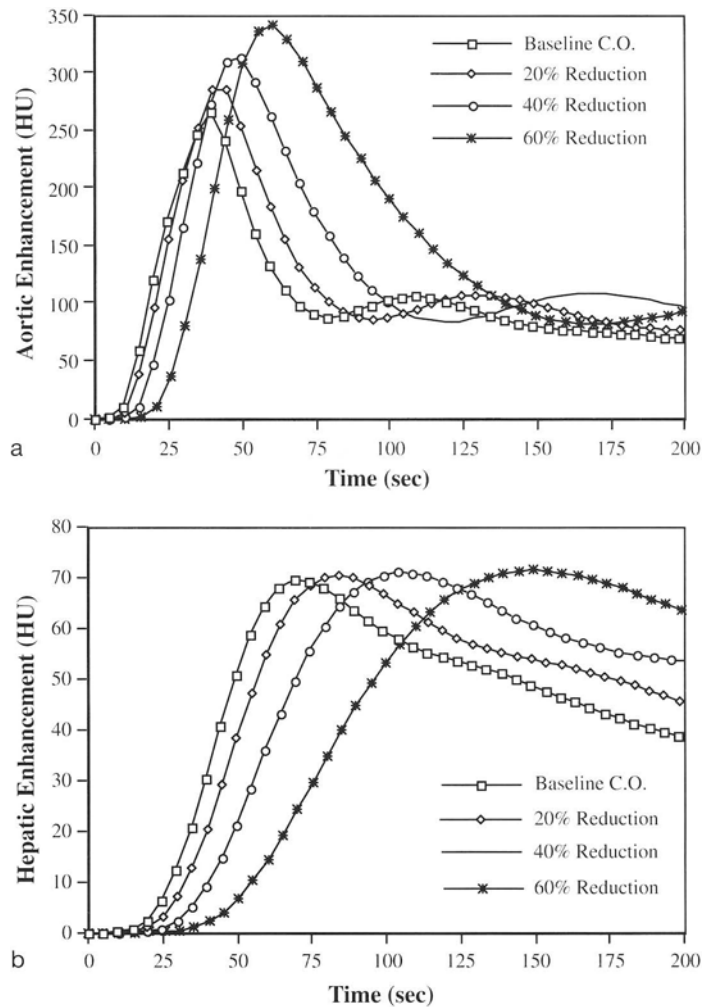 350
300
250
200
150
100
50
0
Aortic Enhancement (HU)
Baseline C.O.
20% Reduction
40% Reduction
60% Reduction
0 25 50 75 100 125 150 175 200
a
Time (sec)
80
70
60
50
40
30
20
10
0
Hepatic Enhancement (HU)
Baseline C.O.
20% Reduction
40% Reduction
60% Reduction
0 25 50 75 100 125 150 175 200
b
Time (sec)